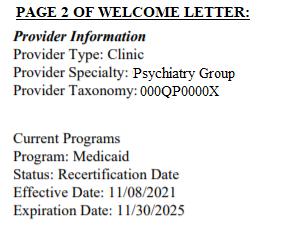 PAGE 2 OF WELCOME LETTER:
Provider Information
Provider Type: Clinic
Provider Specialty: Psychiatry Group
Provider Taxonomy: 000QP0000X
Current Programs
Program: Medicaid
Status: Recertification Date
Effective Date: 11/08/2021
Expiration Date: 11/30/2025